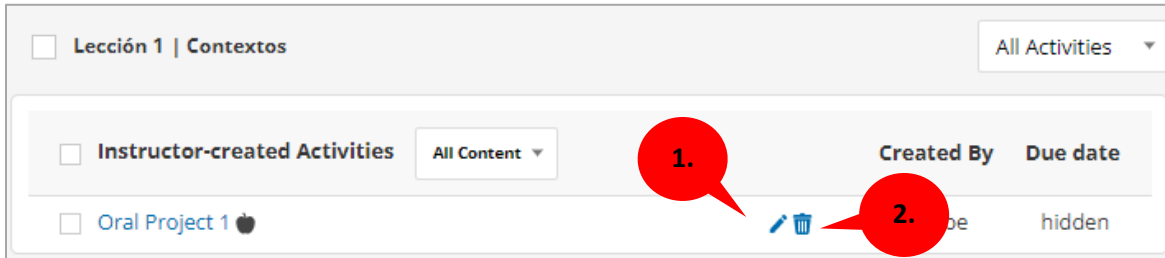 Lección 1 | Contextos
All Activities
Instructor-created Activities
All Content
1.
Created By
Due date
Oral Project 1
2.
hidden